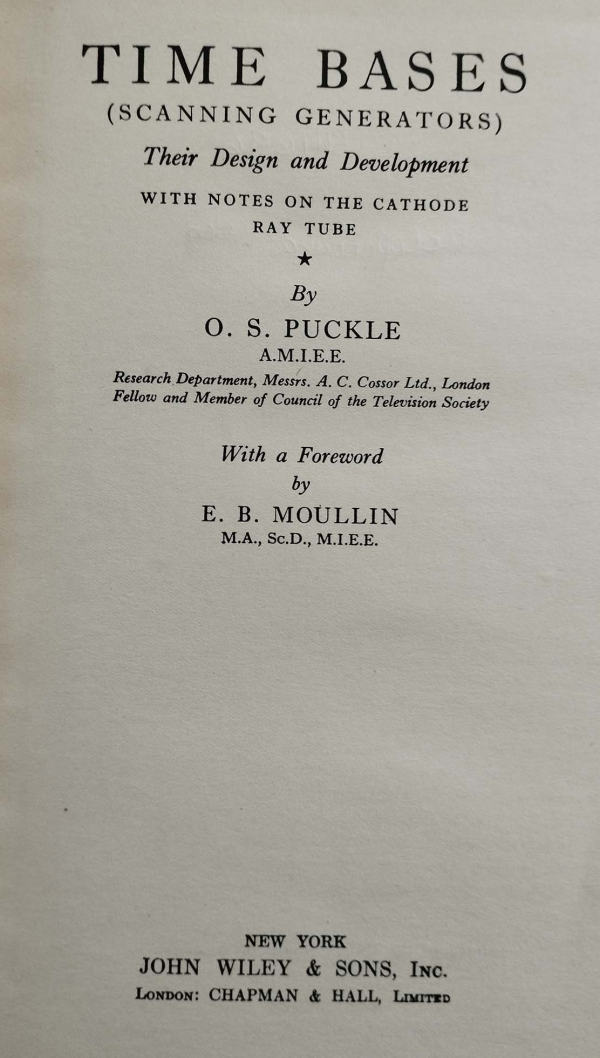 TIME BASES
(SCANNING GENERATORS)
Their Design and Development
WITH NOTES ON THE CATHODE
RAY TUBE
★
By
O. S. PUCKLE
A.M.I.E.E.
Research Department, Messrs. A. C. Cossor Ltd., London
Fellow and Member of Council of the Television Society
With a Foreword
by
E. B. MOULLIN
M.A., Sc.D., M.I.E.E.
NEW YORK
JOHN WILEY & SONS, Inc.
London: CHAPMAN & HALL, Limited